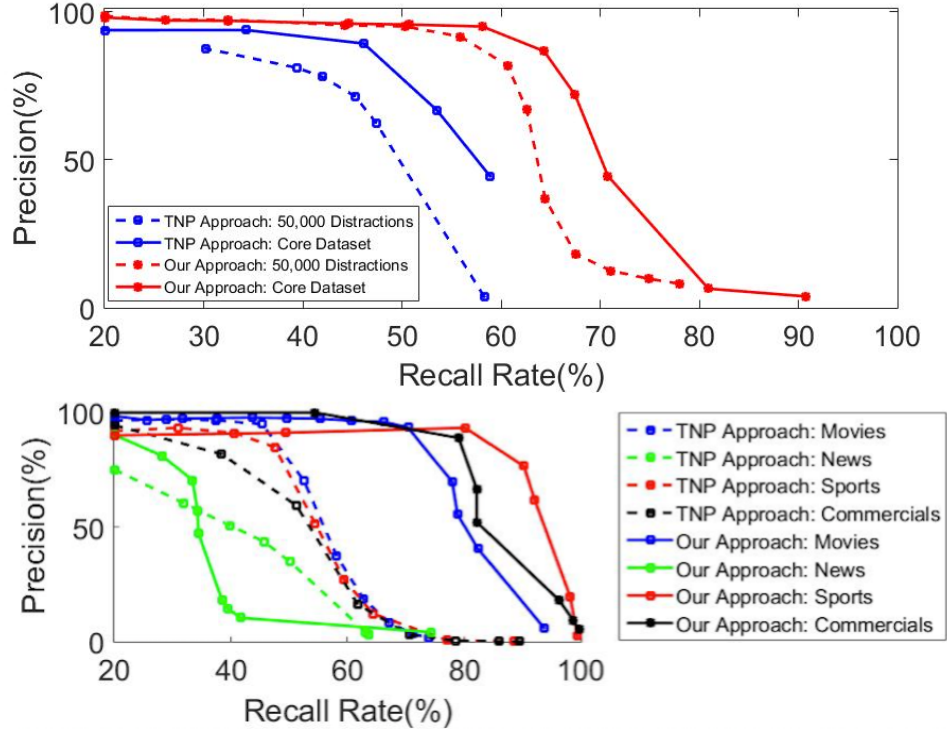 100
50
0
Precision(%)
20 30 40 50 60 70 80 90 100
Recall Rate(%)
TNP Approach: 50,000 Distractions
TNP Approach: Core Dataset
Our Approach: 50,000 Distractions
Our Approach: Core Dataset
100
50
0
Precision(%)
20 40 60 80 100
Recall Rate(%)
TNP Approach: Movies
TNP Approach: News
TNP Approach: Sports
TNP Approach: Commercials
Our Approach: Movies
Our Approach: News
Our Approach: Sports
Our Approach: Commercials